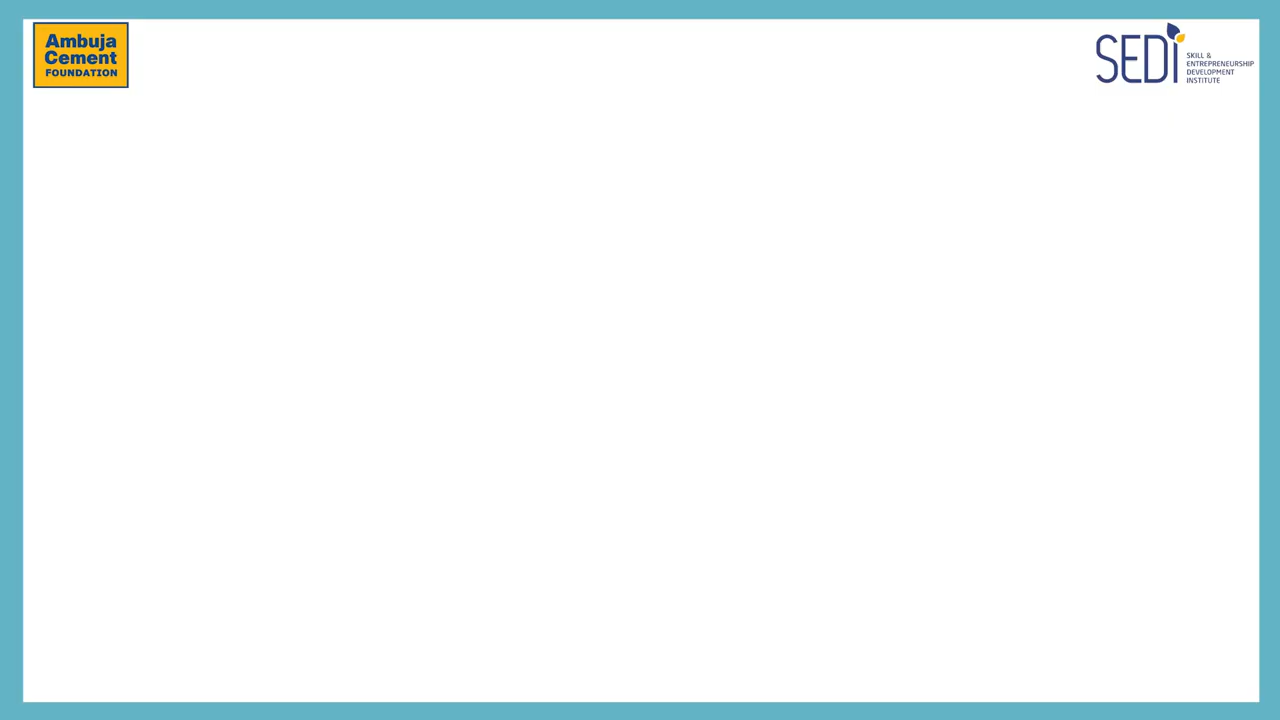 Ambuja
Cement
FOUNDATION
SEDI
SKILL &
ENTREPRENEURSHIP
DEVELOPMENT
INSTITUTE